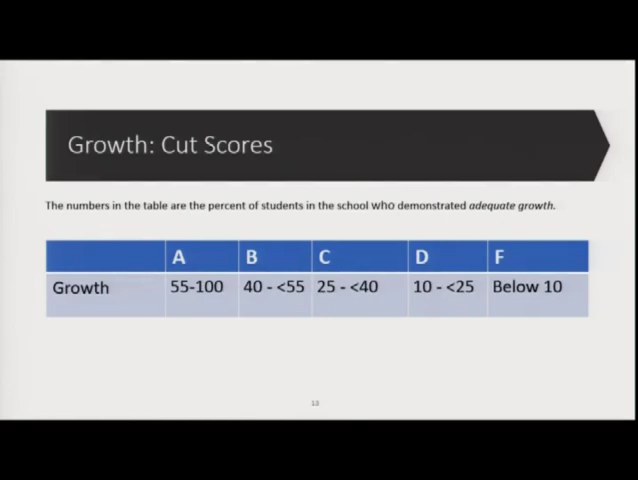 Growth: Cut Scores
The numbers in the table are the percent of students in the school who demonstrated adequate growth.
A B C D F
Growth 55-100 40 - <55 25 - <40 10 - <25 Below 10
13